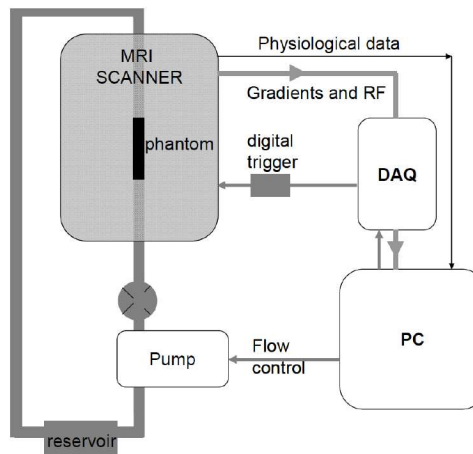 MRI
SCANNER
Physiological data
Gradients and RF
phantom
digital
trigger
DAQ
PC
Pump
Flow
control
reservoir